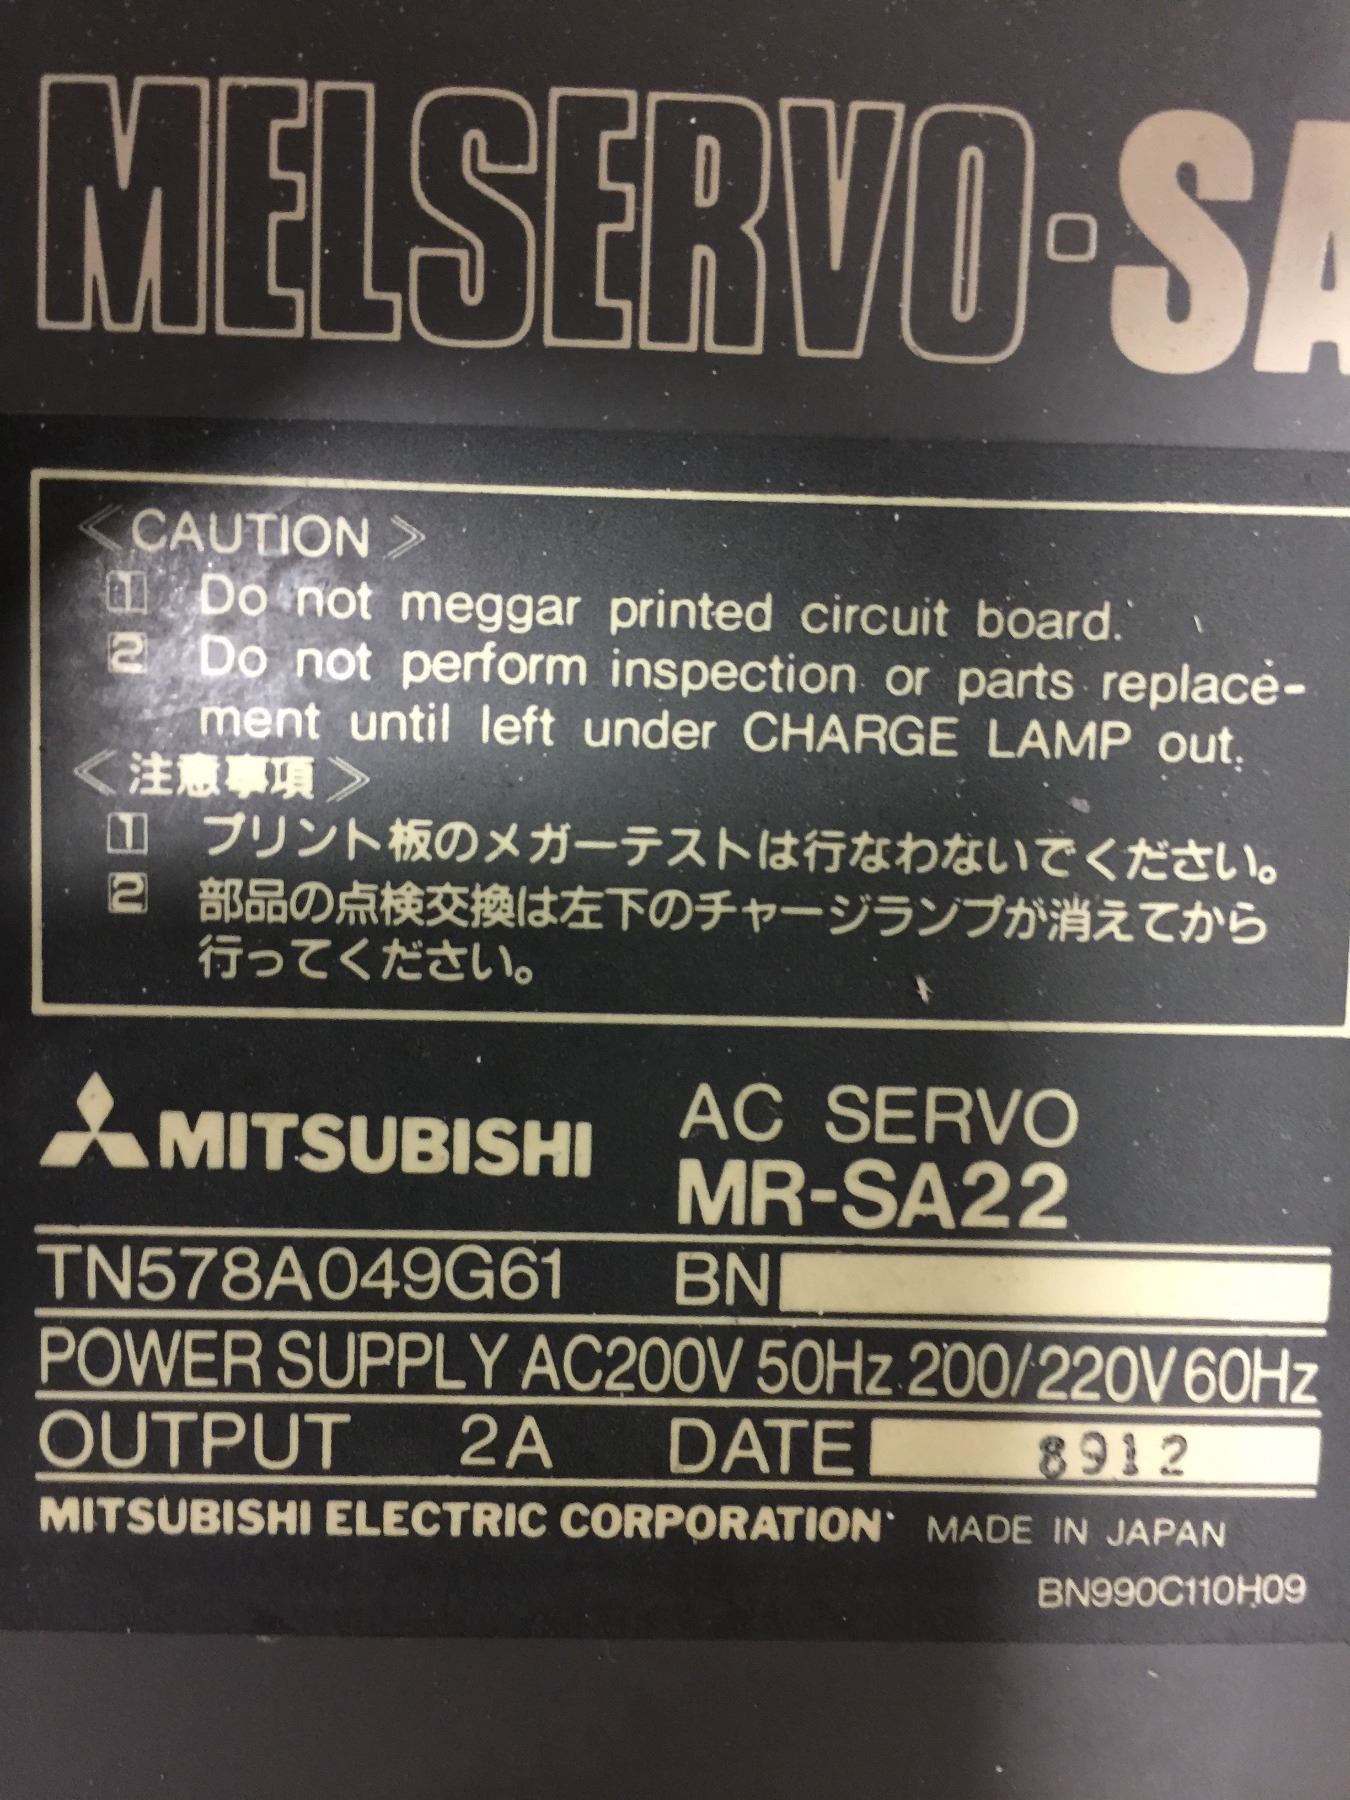 MELSERVO-SA
≪CAUTION≫
1 Do not meggar printed circuit board.
2 Do not perform inspection or parts replace-
ment until left under CHARGE LAMP out.
≪注意事項≫
1 プリント板のメガーテストは行なわないでください。
2 部品の点検交換は左下のチャージランプが消えてから
行ってください。
MITSUBISHI AC SERVO
MR-SA22
TN578A049G61 BN
POWER SUPPLY AC200V 50Hz 200/220V 60Hz
OUTPUT 2A DATE 8912
MITSUBISHI ELECTRIC CORPORATION MADE IN JAPAN
BN990C110H09